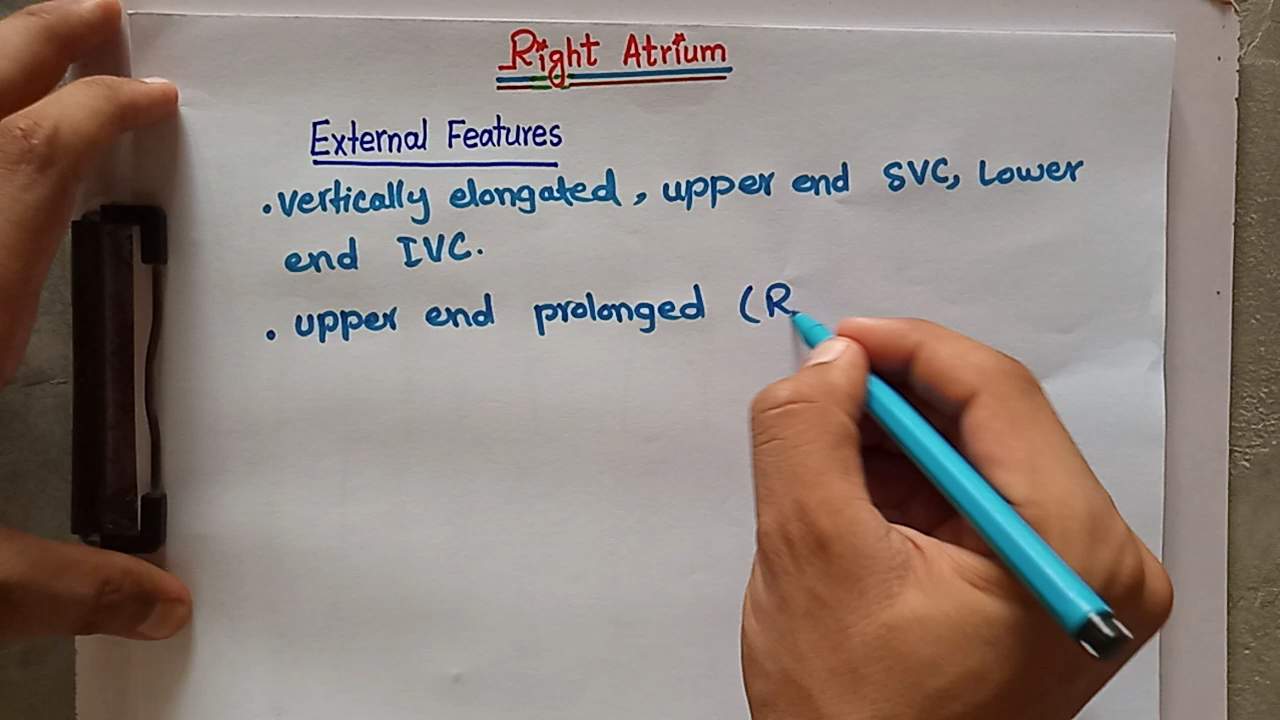 Right Atrium
External Features
• vertically elongated, upper end SVC, Lower
end IVC.
• upper end prolonged (R